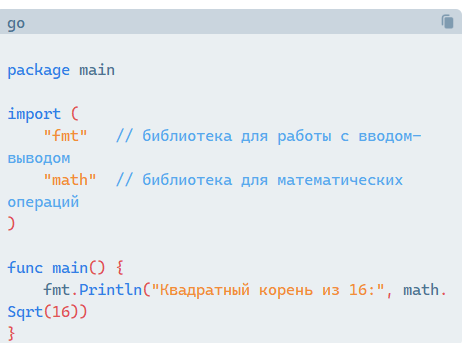 go
package main
import (
    "fmt"   // библиотека для работы с вводом-
выводом
    "math"  // библиотека для математических
операций
)
func main() {
    fmt.Println("Квадратный корень из 16:", math.
Sqrt(16))
}